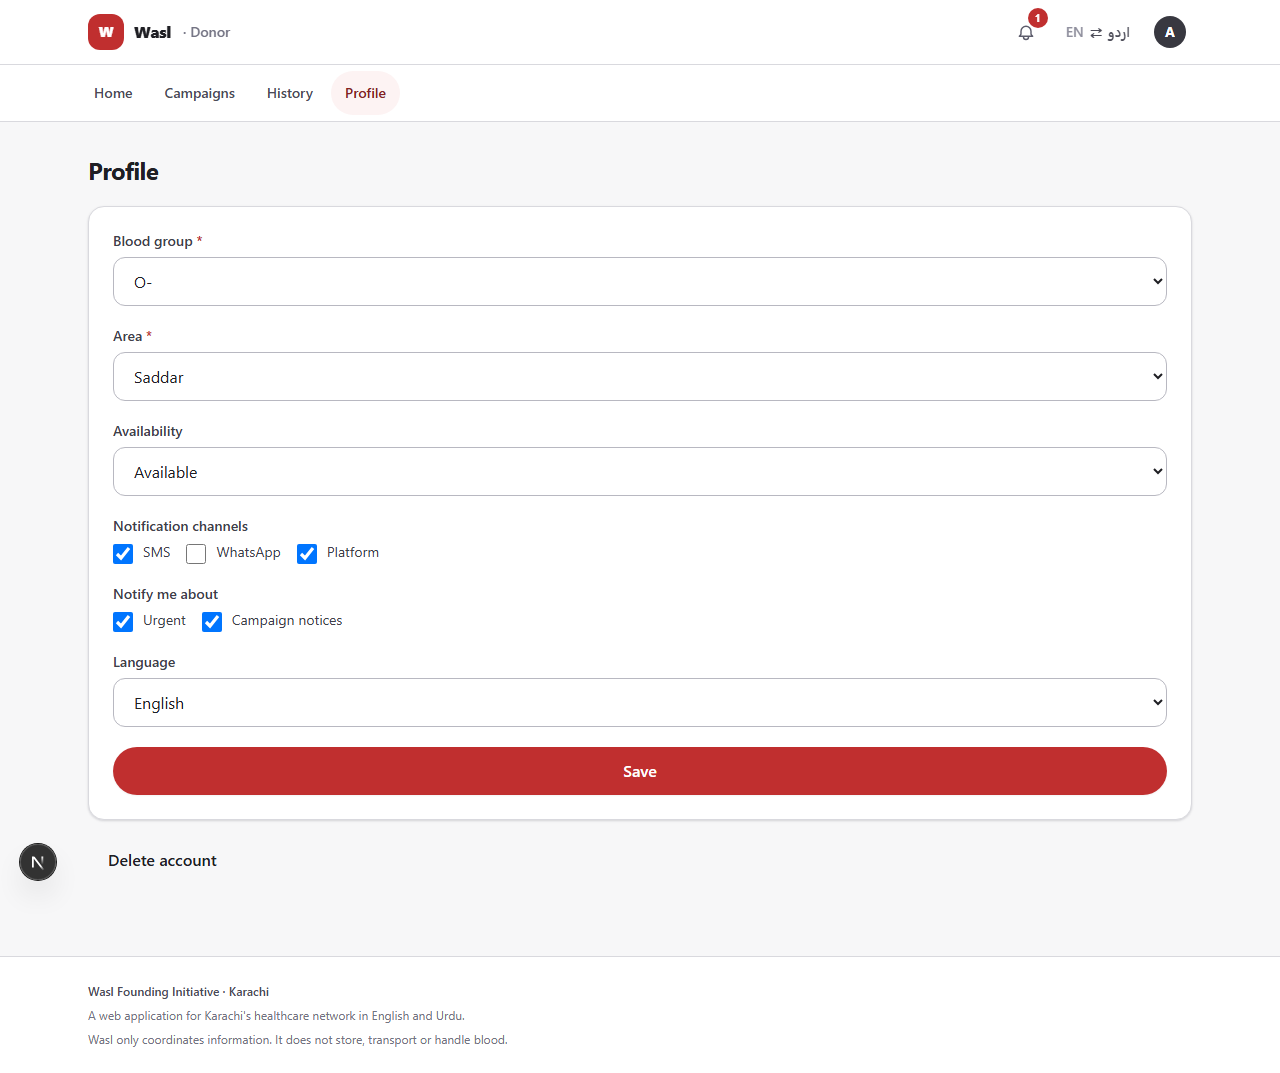 W Wasl · Donor
1
EN ⇄ اردو
A
Home Campaigns History Profile
Profile
Blood group *
O-
Area *
Saddar
Availability
Available
Notification channels
SMS WhatsApp Platform
Notify me about
Urgent Campaign notices
Language
English
Save
N
Delete account
Wasl Founding Initiative · Karachi
A web application for Karachi's healthcare network in English and Urdu.
Wasl only coordinates information. It does not store, transport or handle blood.